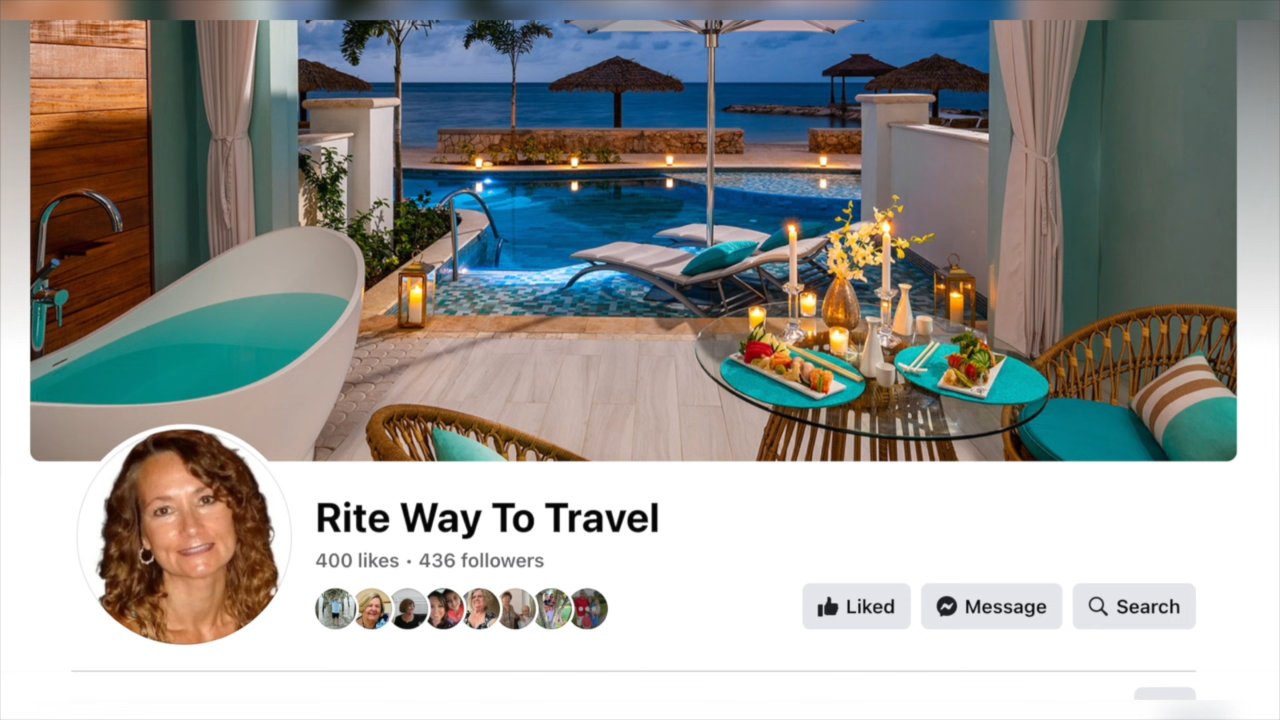 Rite Way To Travel
400 likes · 436 followers
Liked
Message
Search